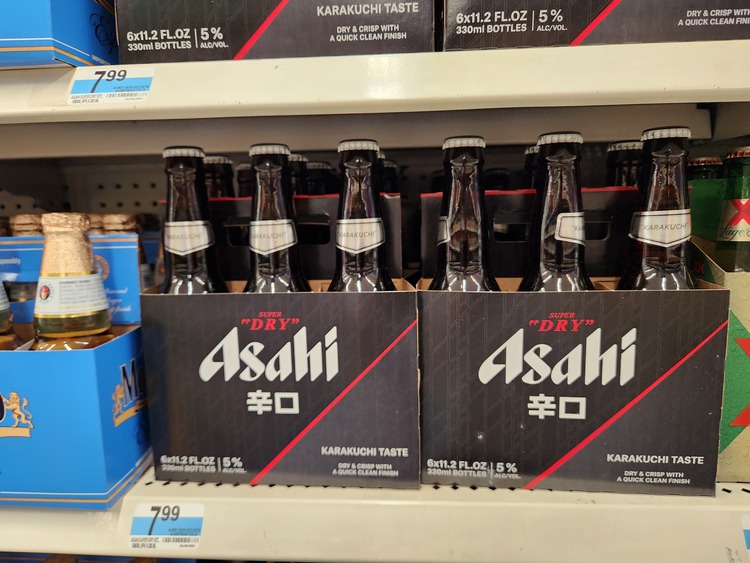 6x11.2 FL.OZ | 5%
330ml BOTTLES | ALC/VOL.
KARAKUCHI TASTE
DRY & CRISP WITH
A QUICK CLEAN FINISH
6x11.2 FL.OZ | 5%
330ml BOTTLES | ALC/VOL.
KARAKUCHI TASTE
DRY & CRISP WITH
A QUICK CLEAN FINISH
7.99
KARAKUCHI
KARAKUCHI
KARAKUCHI
SUPER
"DRY"
Asahi
辛口
KARAKUCHI TASTE
DRY & CRISP WITH
A QUICK CLEAN FINISH
6x11.2 FL.OZ | 5%
330ml BOTTLES | ALC/VOL.
SUPER
"DRY"
Asahi
辛口
KARAKUCHI TASTE
DRY & CRISP WITH
A QUICK CLEAN FINISH
6x11.2 FL.OZ | 5%
330ml BOTTLES | ALC/VOL.
7.99